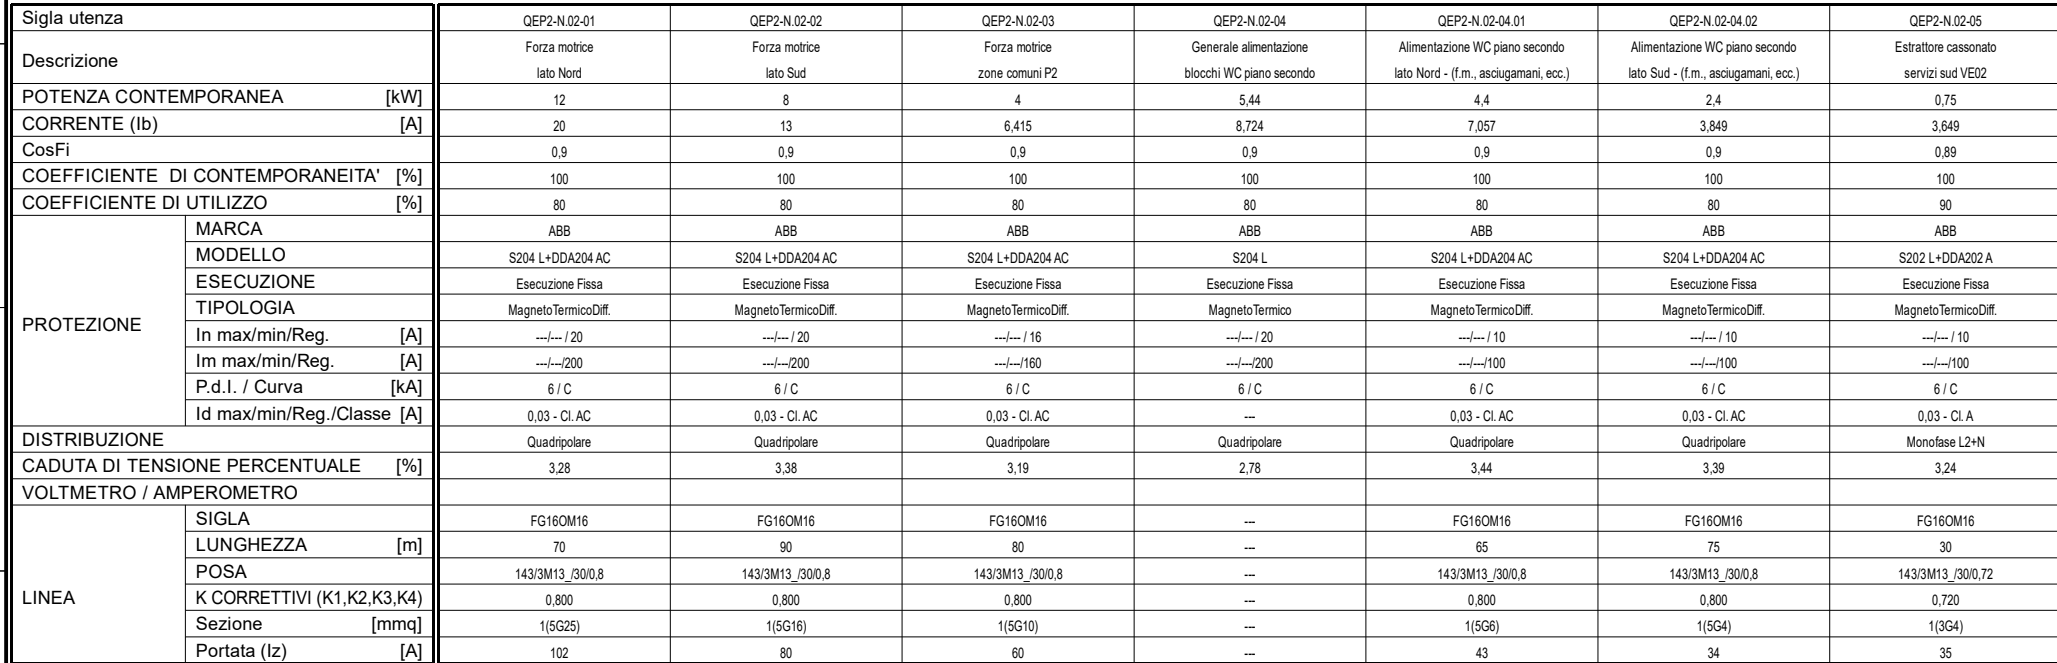 Sigla utenza QEP2-N.02-01 QEP2-N.02-02 QEP2-N.02-03 QEP2-N.02-04 QEP2-N.02-04.01 QEP2-N.02-04.02 QEP2-N.02-05
Descrizione
Forza motrice Forza motrice Forza motrice Generale alimentazione Alimentazione WC piano secondo Alimentazione WC piano secondo Estrattore cassonato
lato Nord lato Sud zone comuni P2 blocchi WC piano secondo lato Nord - (f.m., asciugamani, ecc.) lato Sud - (f.m., asciugamani, ecc.) servizi sud VE02
POTENZA CONTEMPORANEA [kW] 12 8 4 5,44 4,4 2,4 0,75
CORRENTE (Ib) [A] 20 13 6,415 8,724 7,057 3,849 3,649
CosFi 0,9 0,9 0,9 0,9 0,9 0,9 0,89
COEFFICIENTE DI CONTEMPORANEITA' [%] 100 100 100 100 100 100 100
COEFFICIENTE DI UTILIZZO [%] 80 80 80 80 80 80 90
PROTEZIONE
MARCA ABB ABB ABB ABB ABB ABB ABB
MODELLO S204 L+DDA204 AC S204 L+DDA204 AC S204 L+DDA204 AC S204 L S204 L+DDA204 AC S204 L+DDA204 AC S202 L+DDA202 A
ESECUZIONE Esecuzione Fissa Esecuzione Fissa Esecuzione Fissa Esecuzione Fissa Esecuzione Fissa Esecuzione Fissa Esecuzione Fissa
TIPOLOGIA MagnetoTermicoDiff. MagnetoTermicoDiff. MagnetoTermicoDiff. MagnetoTermico MagnetoTermicoDiff. MagnetoTermicoDiff. MagnetoTermicoDiff.
In max/min/Reg. [A] ---/--- / 20 ---/--- / 20 ---/--- / 16 ---/--- / 20 ---/--- / 10 ---/--- / 10 ---/--- / 10
Im max/min/Reg. [A] ---/---/200 ---/---/200 ---/---/160 ---/---/200 ---/---/100 ---/---/100 ---/---/100
P.d.I. / Curva [kA] 6 / C 6 / C 6 / C 6 / C 6 / C 6 / C 6 / C
Id max/min/Reg./Classe [A] 0,03 - Cl. AC 0,03 - Cl. AC 0,03 - Cl. AC --- 0,03 - Cl. AC 0,03 - Cl. AC 0,03 - Cl. A
DISTRIBUZIONE Quadripolare Quadripolare Quadripolare Quadripolare Quadripolare Quadripolare Monofase L2+N
CADUTA DI TENSIONE PERCENTUALE [%] 3,28 3,38 3,19 2,78 3,44 3,39 3,24
VOLTMETRO / AMPEROMETRO
LINEA
SIGLA FG16OM16 FG16OM16 FG16OM16 --- FG16OM16 FG16OM16 FG16OM16
LUNGHEZZA [m] 70 90 80 --- 65 75 30
POSA 143/3M13_/30/0,8 143/3M13_/30/0,8 143/3M13_/30/0,8 --- 143/3M13_/30/0,8 143/3M13_/30/0,8 143/3M13_/30/0,72
K CORRETTIVI (K1,K2,K3,K4) 0,800 0,800 0,800 --- 0,800 0,800 0,720
Sezione [mmq] 1(5G25) 1(5G16) 1(5G10) --- 1(5G6) 1(5G4) 1(3G4)
Portata (Iz) [A] 102 80 60 --- 43 34 35